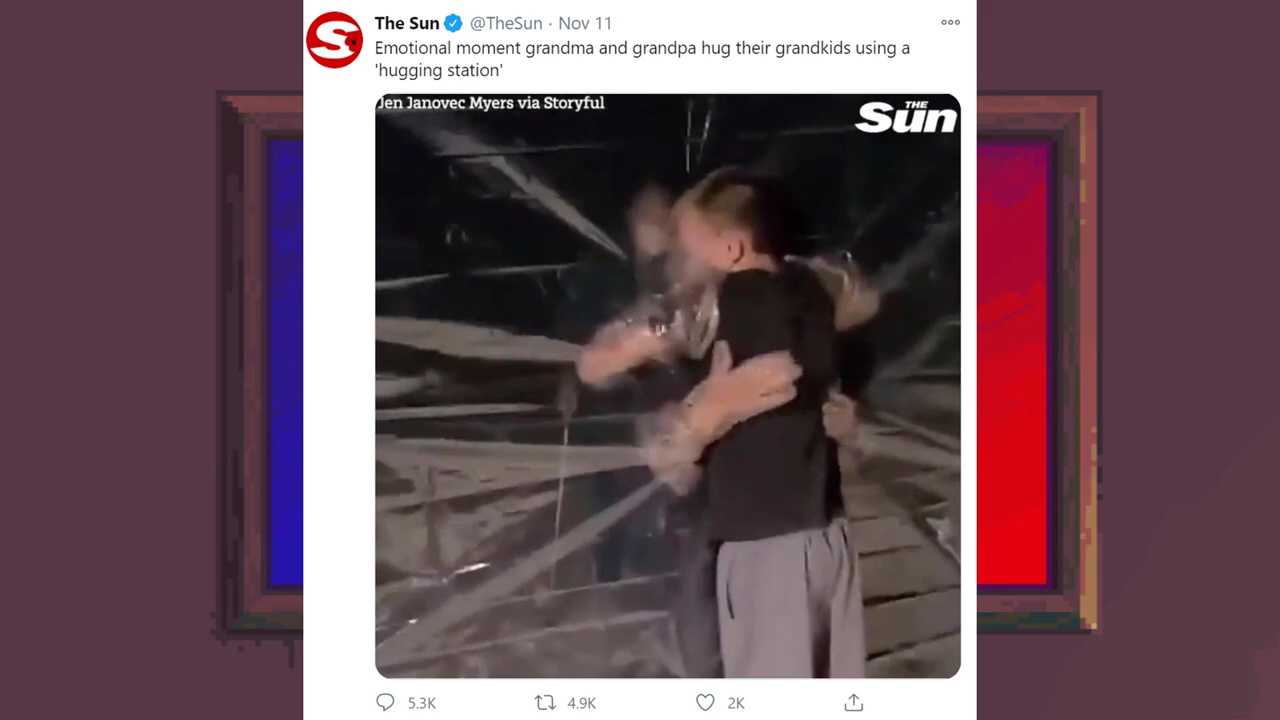 The Sun @TheSun · Nov 11
Emotional moment grandma and grandpa hug their grandkids using a
'hugging station'
Jen Janovec Myers via Storyful
THE
Sun
5.3K 4.9K 2K